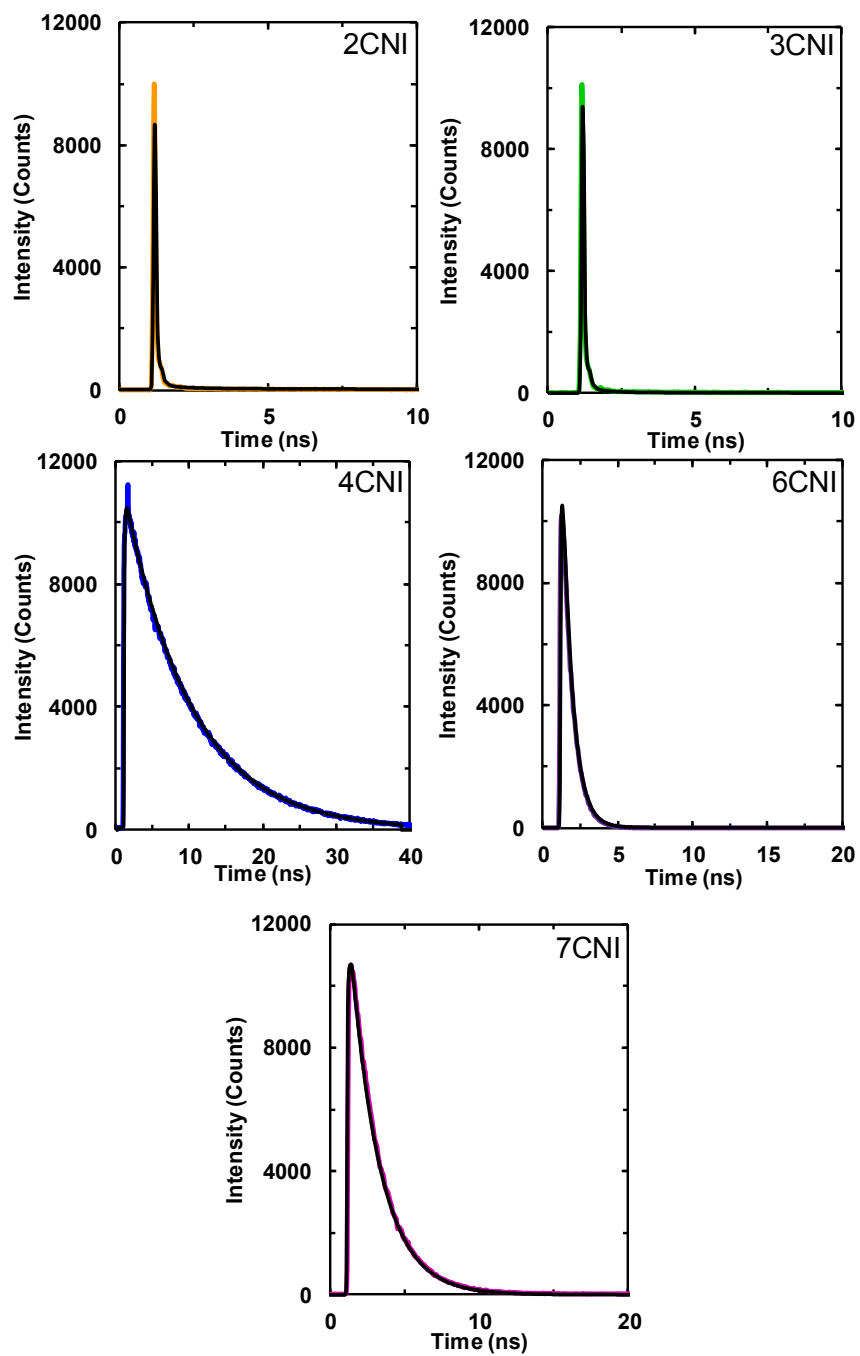 2CNI
12000
8000
4000
0
Intensity (Counts)
0 5 10
Time (ns)
3CNI
12000
8000
4000
0
Intensity (Counts)
0 5 10
Time (ns)
4CNI
12000
8000
4000
0
Intensity (Counts)
0 10 20 30 40
Time (ns)
6CNI
12000
8000
4000
0
Intensity (Counts)
0 5 10 15 20
Time (ns)
7CNI
12000
8000
4000
0
Intensity (Counts)
0 10 20
Time (ns)